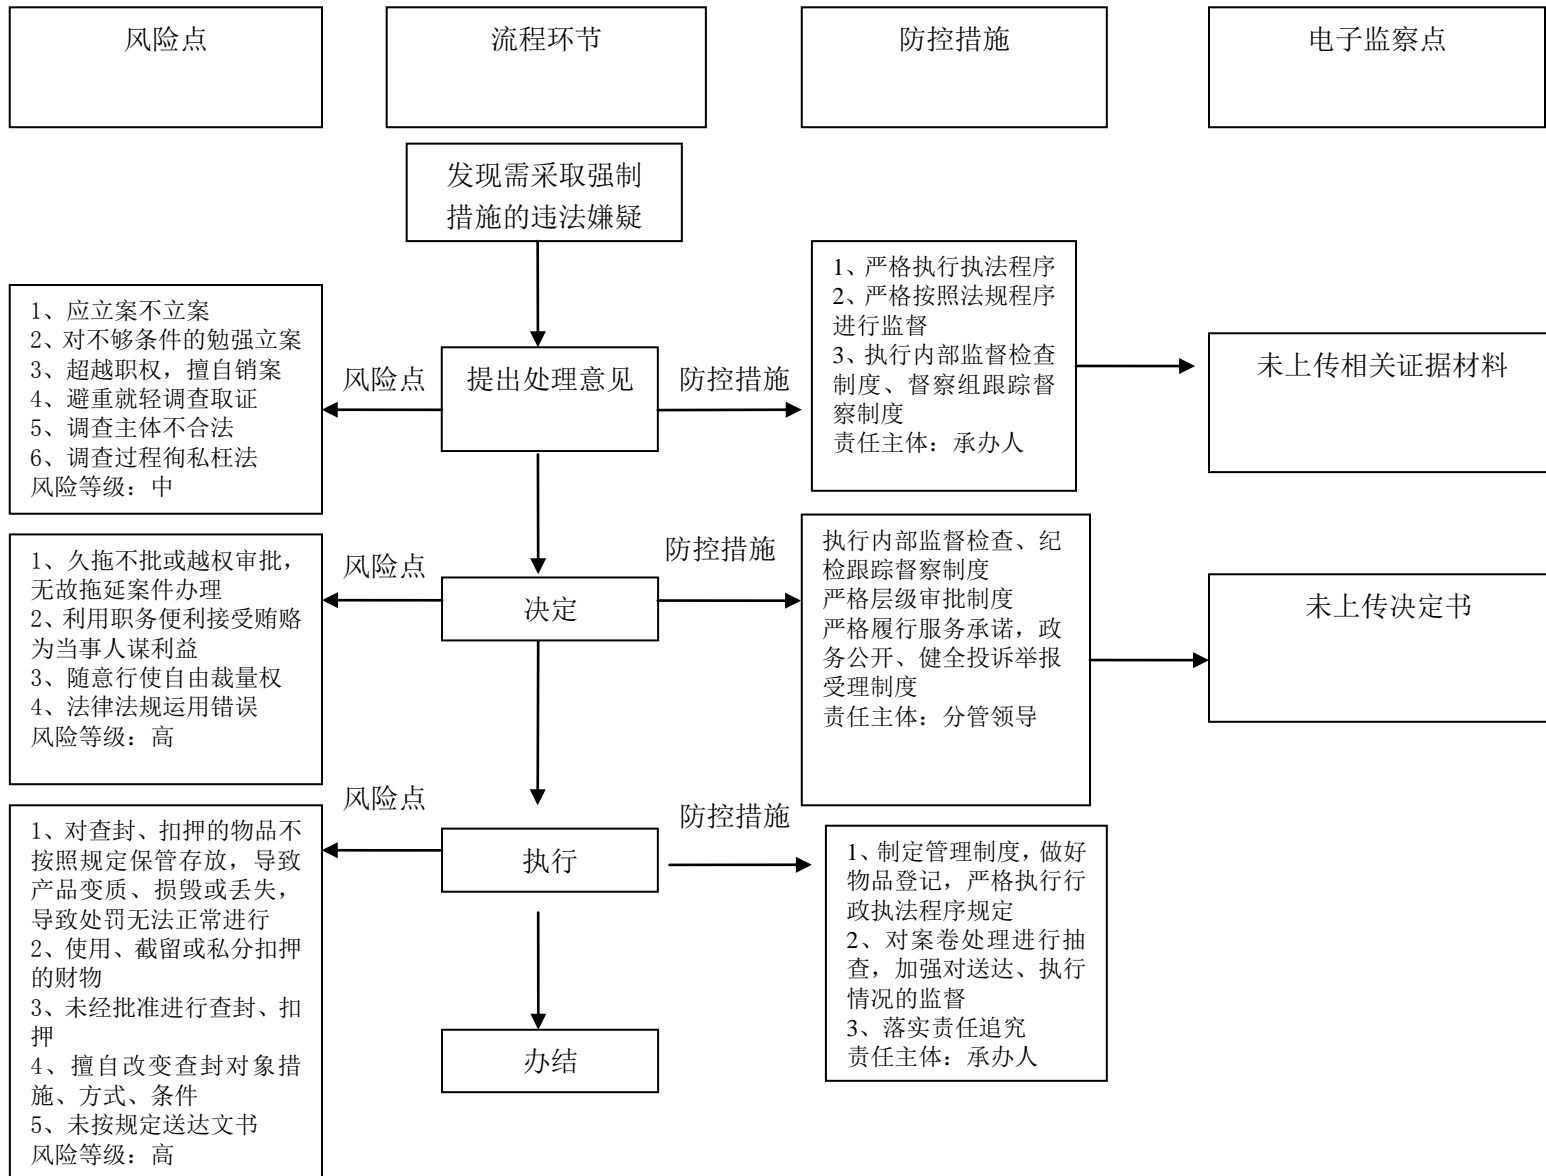 风险点
流程环节
防控措施
电子监察点
发现需采取强制
措施的违法嫌疑
1、应立案不立案
2、对不够条件的勉强立案
3、超越职权，擅自销案
4、避重就轻调查取证
5、调查主体不合法
6、调查过程徇私枉法
风险等级：中
风险点
提出处理意见
防控措施
1、严格执行执法程序
2、严格按照法规程序
进行监督
3、执行内部监督检查
制度、督察组跟踪督
察制度
责任主体：承办人
未上传相关证据材料
1、久拖不批或越权审批，
无故拖延案件办理
2、利用职务便利接受贿赂
为当事人谋利益
3、随意行使自由裁量权
4、法律法规运用错误
风险等级：高
风险点
决定
防控措施
执行内部监督检查、纪
检跟踪督察制度
严格层级审批制度
严格履行服务承诺，政
务公开、健全投诉举报
受理制度
责任主体：分管领导
未上传决定书
1、对查封、扣押的物品不
按照规定保管存放，导致
产品变质、损毁或丢失，
导致处罚无法正常进行
2、使用、截留或私分扣押
的财物
3、未经批准进行查封、扣
押
4、擅自改变查封对象措
施、方式、条件
5、未按规定送达文书
风险等级：高
风险点
执行
防控措施
1、制定管理制度，做好
物品登记，严格执行行
政执法程序规定
2、对案卷处理进行抽
查，加强对送达、执行
情况的监督
3、落实责任追究
责任主体：承办人
办结